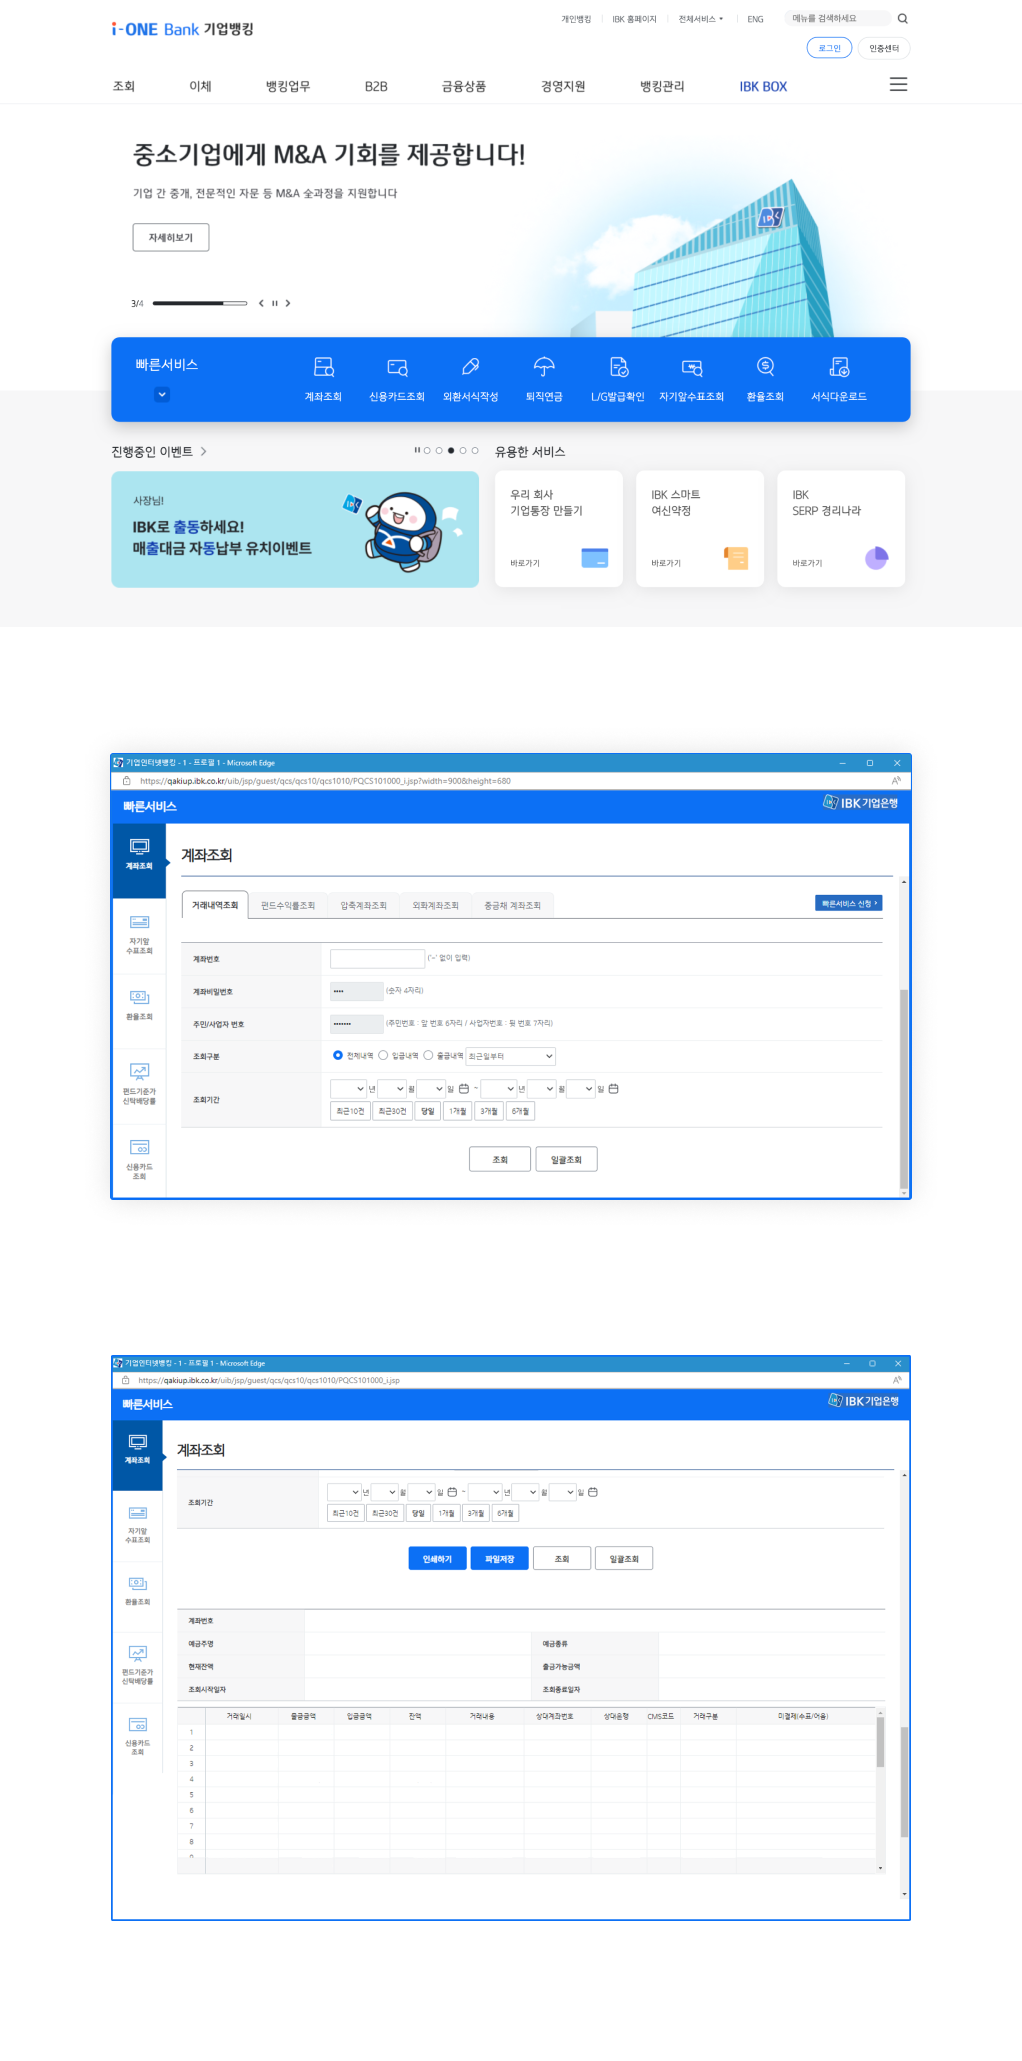 개인뱅킹 IBK 홈페이지 전체서비스 ENG 메뉴를 검색하세요
i-ONE Bank 기업뱅킹
로그인 인증센터
조회 이체 뱅킹업무 B2B 금융상품 경영지원 뱅킹관리 IBK BOX
중소기업에게 M&A 기회를 제공합니다!
기업 간 중개, 전문적인 자문 등 M&A 全과정을 지원합니다
자세히보기
IBK
3/4
빠른서비스
계좌조회 신용카드조회 외환서식작성 퇴직연금 L/G발급확인 자기앞수표조회 환율조회 서식다운로드
진행중인 이벤트
사장님!
IBK로 출동하세요!
매출대금 자동납부 유치이벤트
유용한 서비스
우리 회사
기업통장 만들기
바로가기
IBK 스마트
여신약정
바로가기
IBK
SERP 경리나라
바로가기
기업인터넷뱅킹 - 1 - 프로필 1 - Microsoft Edge
https://qakiup.ibk.co.kr/uib/jsp/guest/qcs/qcs10/qcs1010/PQCS101000_i.jsp?width=900&height=680
빠른서비스
IBK기업은행
계좌조회
자기앞
수표조회
환율조회
펀드기준가
신탁배당률
신용카드
조회
계좌조회
거래내역조회 펀드수익률조회 압축계좌조회 외화계좌조회 중금채 계좌조회
빠른서비스 신청 >
계좌번호 ('-' 없이 입력)
계좌비밀번호 •••• (숫자 4자리)
주민/사업자 번호 ••••••• (주민번호 : 앞 번호 6자리 / 사업자번호 : 뒷 번호 7자리)
조회구분 전체내역 입금내역 출금내역 최근일부터
조회기간 년 월 일 ~ 년 월 일
최근10건 최근30건 당일 1개월 3개월 6개월
조회 일괄조회
기업인터넷뱅킹 - 1 - 프로필 1 - Microsoft Edge
https://qakiup.ibk.co.kr/uib/jsp/guest/qcs/qcs10/qcs1010/PQCS101000_i.jsp
빠른서비스
IBK기업은행
계좌조회
자기앞
수표조회
환율조회
펀드기준가
신탁배당률
신용카드
조회
계좌조회
조회기간 년 월 일 ~ 년 월 일
최근10건 최근30건 당일 1개월 3개월 6개월
인쇄하기 파일저장 조회 일괄조회
계좌번호
예금주명 예금종류
현재잔액 출금가능금액
조회시작일자 조회종료일자
거래일시 출금금액 입금금액 잔액 거래내용 상대계좌번호 상대은행 CMS코드 거래구분 미결제(수표/어음)
1
2
3
4
5
6
7
8
9